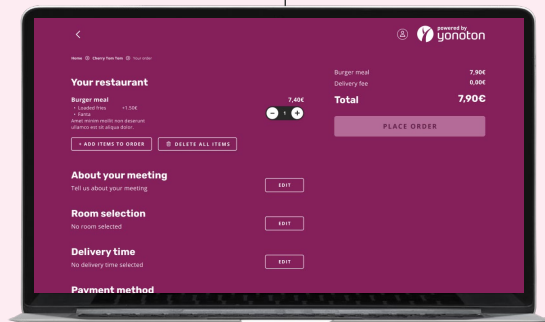 powered by
yonoton
Home
Cherry Tom Yum
Your order
Your restaurant
Burger meal 7,40€
• Loaded fries +1.50€
• Fanta
Amet minim mollit non deserunt
ullamco est sit aliqua dolor.
− 1 +
+ ADD ITEMS TO ORDER
DELETE ALL ITEMS
About your meeting
Tell us about your meeting
EDIT
Room selection
No room selected
EDIT
Delivery time
No delivery time selected
EDIT
Payment method
Burger meal 7,90€
Delivery fee 0,00€
Total 7,90€
PLACE ORDER